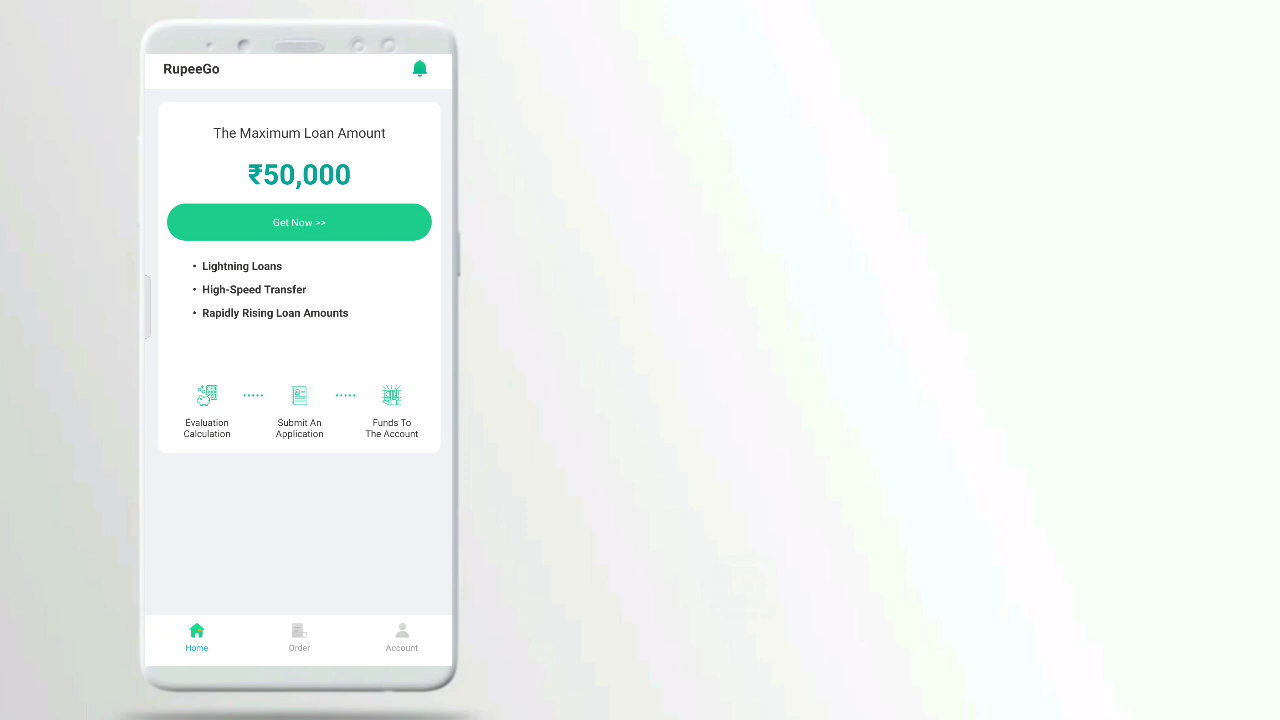 RupeeGo
The Maximum Loan Amount
₹50,000
Get Now >>
• Lightning Loans
• High-Speed Transfer
• Rapidly Rising Loan Amounts
Evaluation
Calculation
Submit An
Application
Funds To
The Account
Home
Order
Account